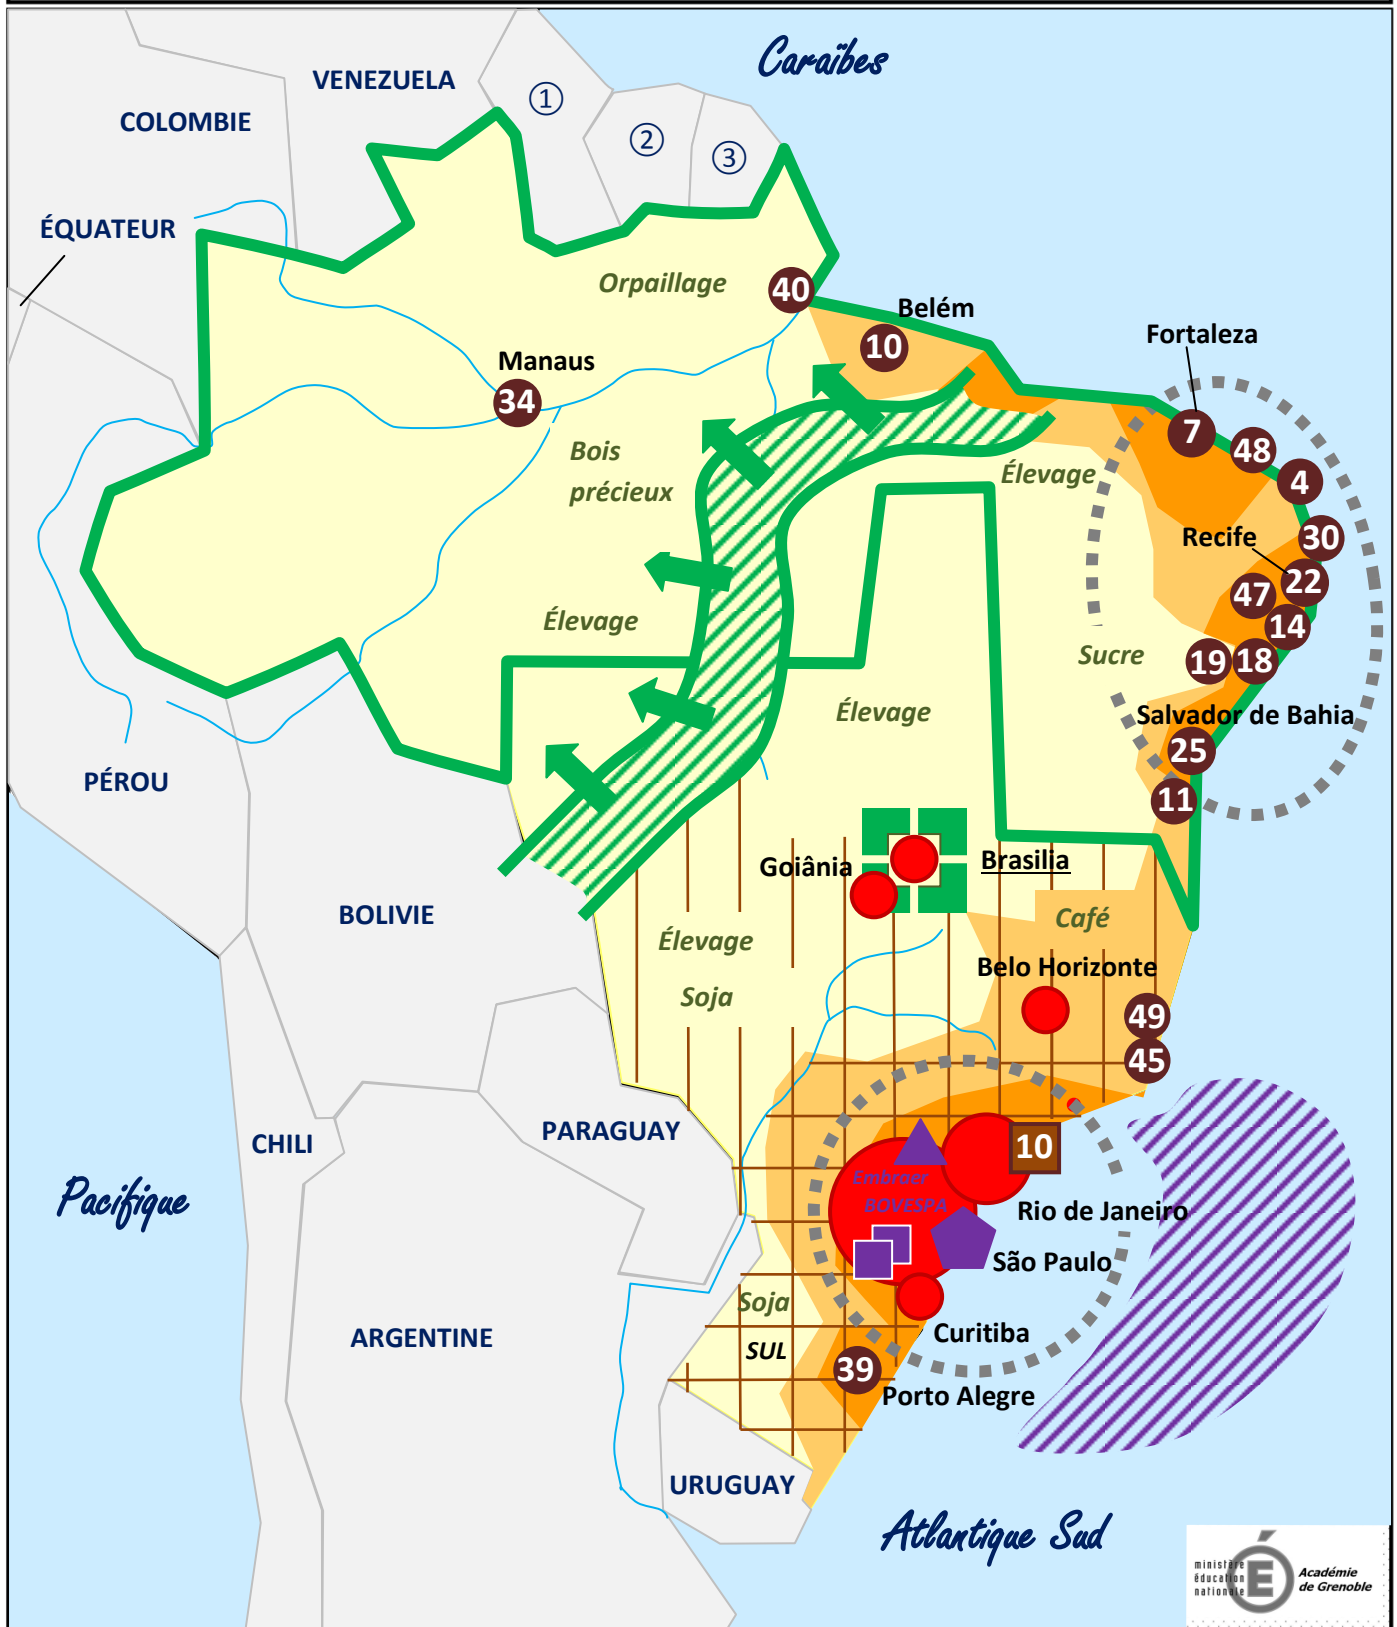 Caraïbes
VENEZUELA
COLOMBIE
①
②
③
ÉQUATEUR
Orpaillage
40
Belém
10
Fortaleza
Manaus
34
7
48
4
Bois
précieux
Élevage
30
Recife
22
47
14
Élevage
Sucre
19
18
Élevage
Salvador de Bahia
25
PÉROU
11
Goiânia
Brasilia
BOLIVIE
Café
Élevage
Belo Horizonte
Soja
49
45
PARAGUAY
CHILI
10
Embraer
BOVESPA
Pacifique
Rio de Janeiro
São Paulo
Soja
Curitiba
ARGENTINE
SUL
39
Porto Alegre
URUGUAY
Atlantique Sud
ministère
éducation
nationale
É
Académie
de Grenoble